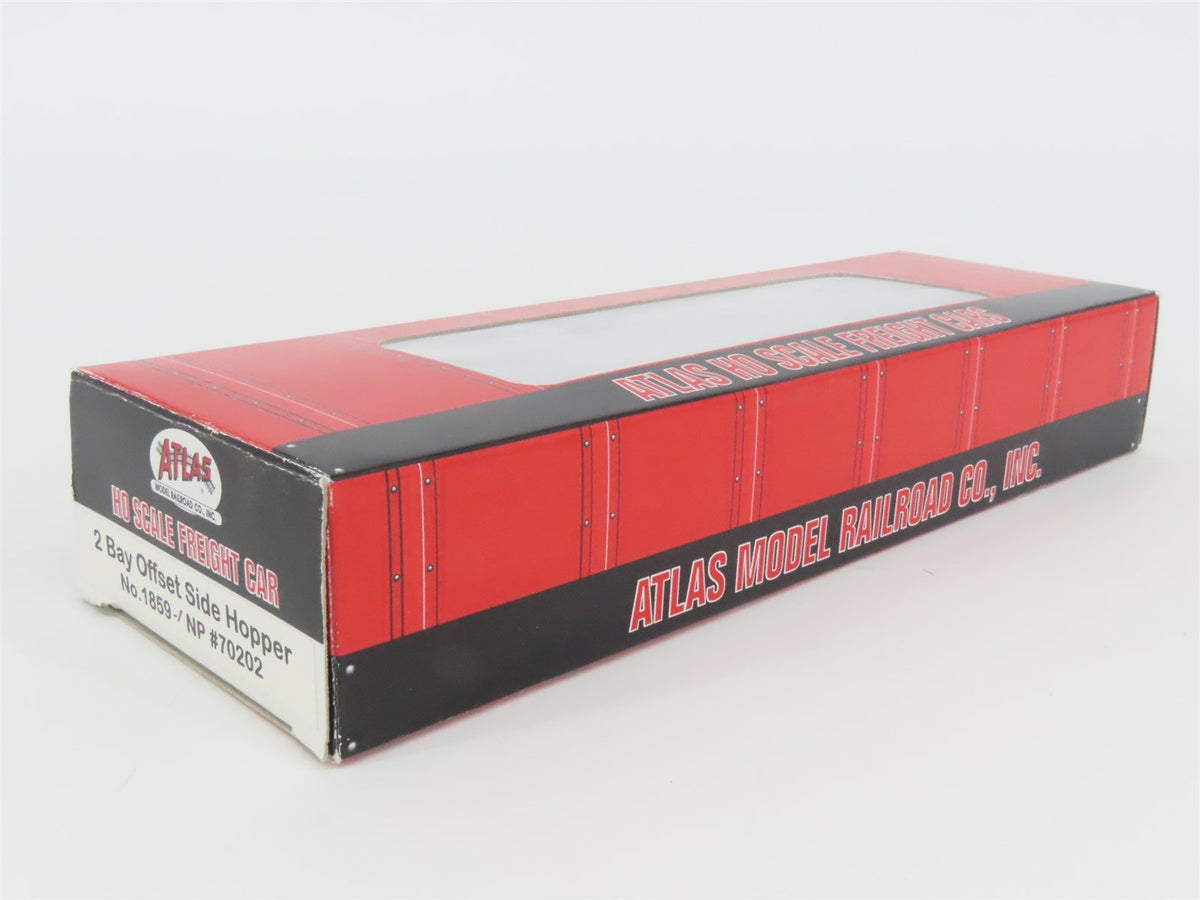 ATLAS
MODEL RAILROAD CO., INC.
HO SCALE FREIGHT CAR
2 Bay Offset Side Hopper
No.1859-/ NP #70202
ATLAS HO SCALE FREIGHT CARS
ATLAS MODEL RAILROAD CO., INC.